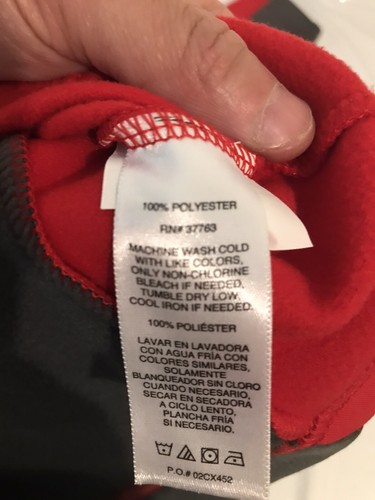 100% POLYESTER
RN# 37763
MACHINE WASH COLD
WITH LIKE COLORS,
ONLY NON-CHLORINE
BLEACH IF NEEDED,
TUMBLE DRY LOW,
COOL IRON IF NEEDED.
100% POLIÉSTER
LAVAR EN LAVADORA
CON AGUA FRÍA CON
COLORES SIMILARES,
SOLAMENTE
BLANQUEADOR SIN CLORO
CUANDO NECESARIO,
SECAR EN SECADORA
A CICLO LENTO,
PLANCHA FRÍA
SI NECESARIO.
P.O.# 02CX452